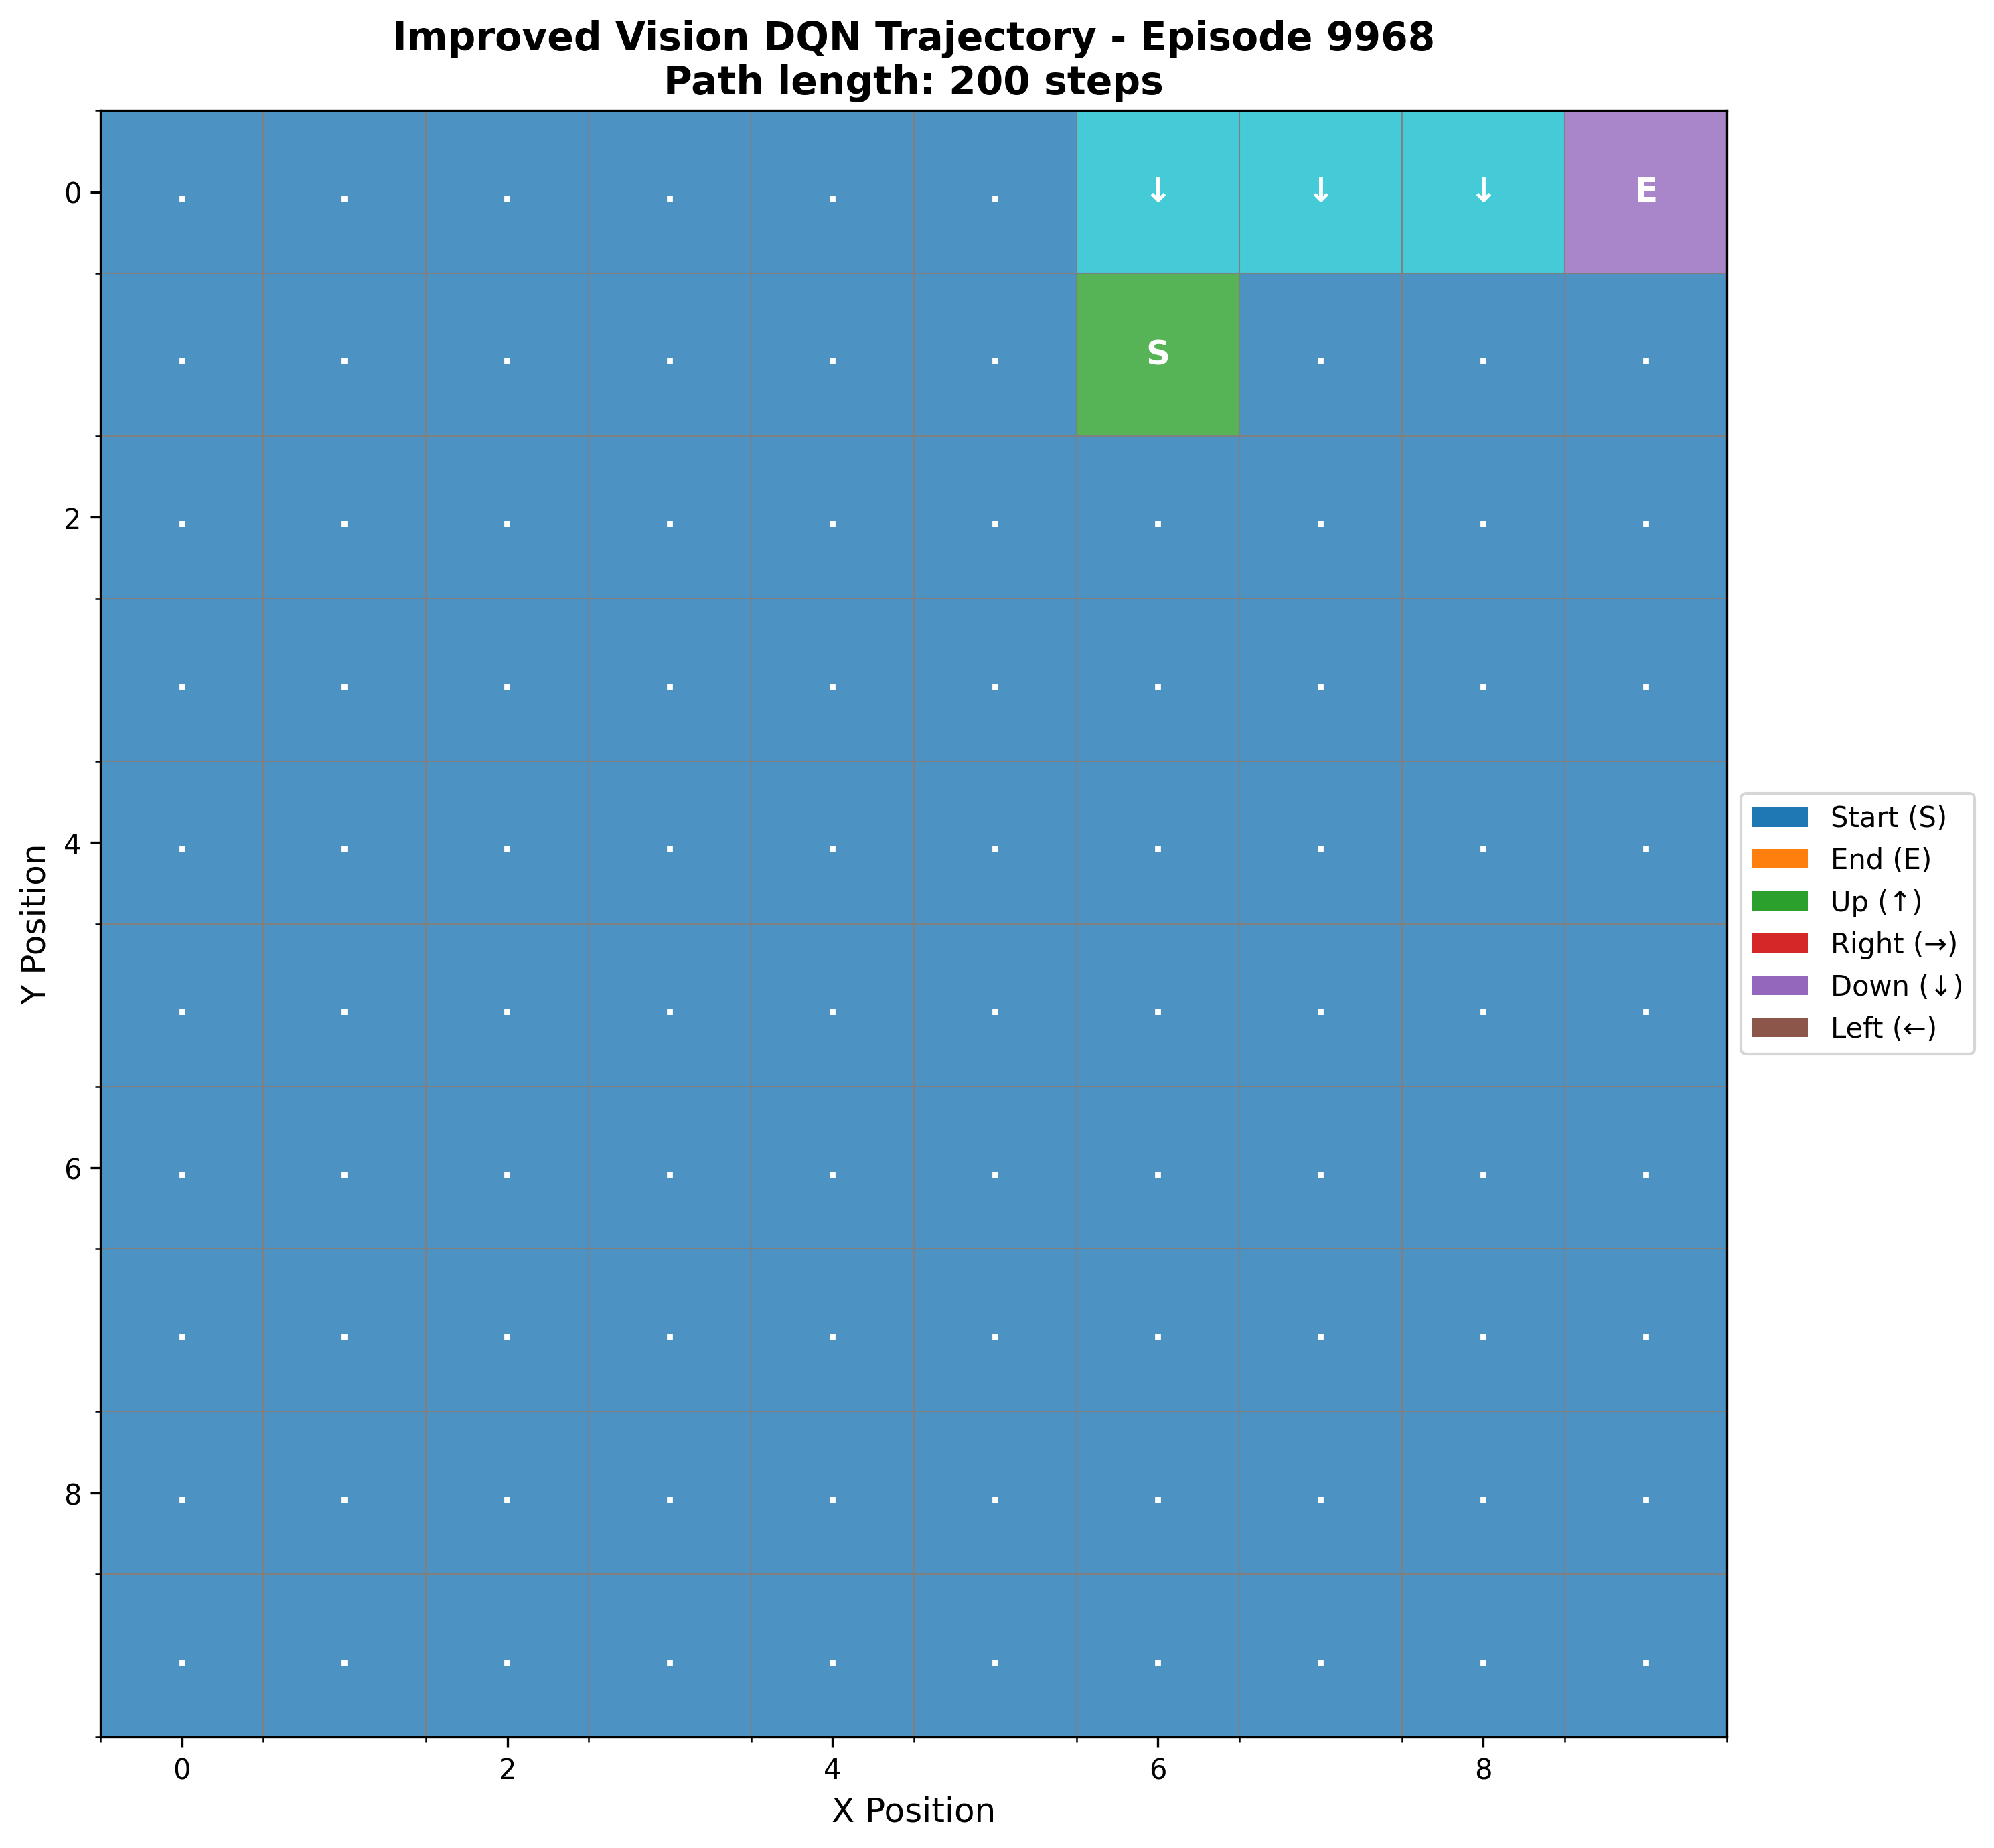 Improved Vision DQN Trajectory - Episode 9968
Path length: 200 steps
0
. . . . . . ↓ ↓ ↓ E
. . . . . . S . . .
2
. . . . . . . . . .
. . . . . . . . . .
4
. . . . . . . . . .
. . . . . . . . . .
6
. . . . . . . . . .
. . . . . . . . . .
8
. . . . . . . . . .
. . . . . . . . . .
0 2 4 6 8
X Position
Y Position
Start (S)
End (E)
Up (↑)
Right (→)
Down (↓)
Left (←)